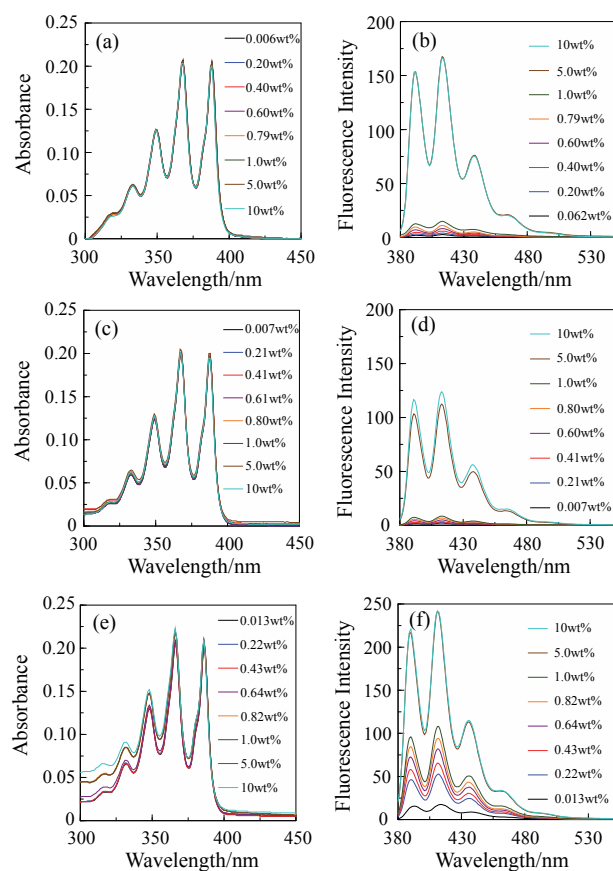 (a)
0.25
0.20
0.15
0.10
0.05
0
Absorbance
300
350
400
450
Wavelength/nm
0.006wt%
0.20wt%
0.40wt%
0.60wt%
0.79wt%
1.0wt%
5.0wt%
10wt%
(b)
200
150
100
50
0
Fluorescence Intensity
380
430
480
530
Wavelength/nm
10wt%
5.0wt%
1.0wt%
0.79wt%
0.60wt%
0.40wt%
0.20wt%
0.062wt%
(c)
0.25
0.20
0.15
0.10
0.05
0
Absorbance
300
350
400
450
Wavelength/nm
0.007wt%
0.21wt%
0.41wt%
0.61wt%
0.80wt%
1.0wt%
5.0wt%
10wt%
(d)
200
150
100
50
0
Fluorescence Intensity
380
430
480
530
Wavelength/nm
10wt%
5.0wt%
1.0wt%
0.80wt%
0.60wt%
0.41wt%
0.21wt%
0.007wt%
(e)
0.25
0.20
0.15
0.10
0.05
0
Absorbance
300
350
400
450
Wavelength/nm
0.013wt%
0.22wt%
0.43wt%
0.64wt%
0.82wt%
1.0wt%
5.0wt%
10wt%
(f)
250
200
150
100
50
0
Fluorescence Intensity
380
430
480
530
Wavelength/nm
10wt%
5.0wt%
1.0wt%
0.82wt%
0.64wt%
0.43wt%
0.22wt%
0.013wt%